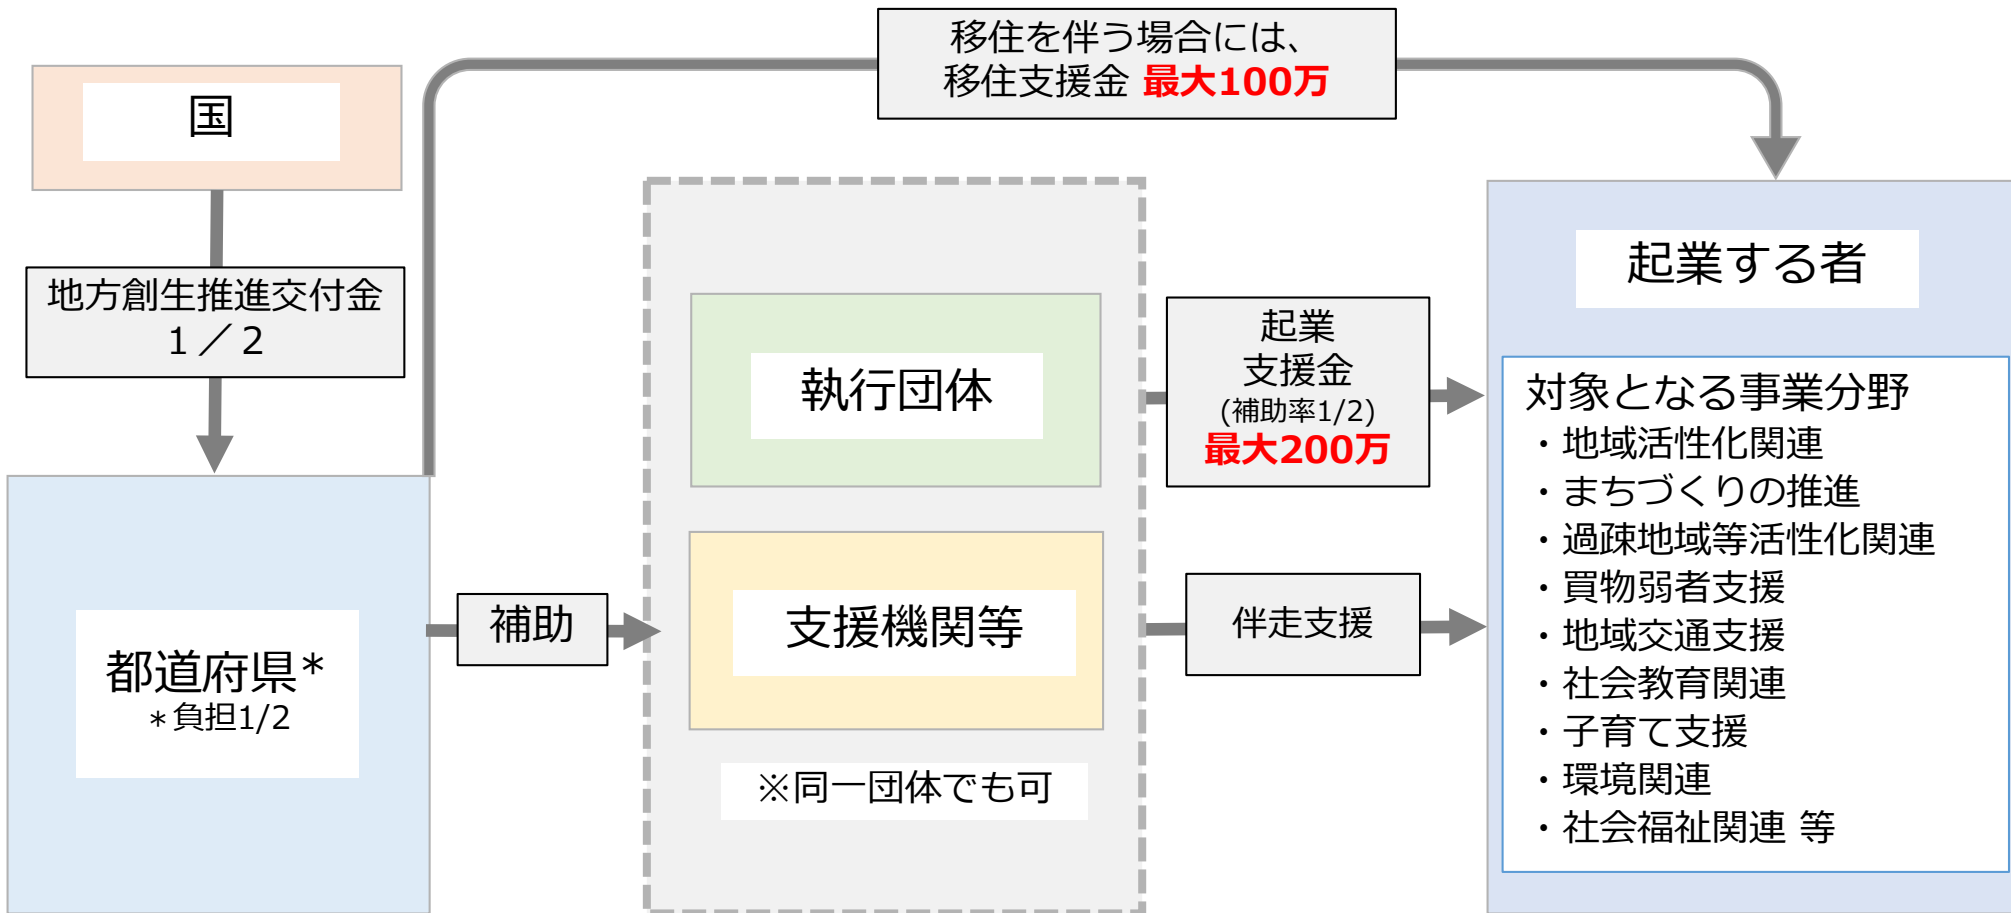 移住を伴う場合には、
移住支援金 最大100万
国
地方創生推進交付金
１／２
都道府県*
*負担1/2
補助
執行団体
支援機関等
※同一団体でも可
起業
支援金
(補助率1/2)
最大200万
伴走支援
起業する者
対象となる事業分野
・地域活性化関連
・まちづくりの推進
・過疎地域等活性化関連
・買物弱者支援
・地域交通支援
・社会教育関連
・子育て支援
・環境関連
・社会福祉関連 等